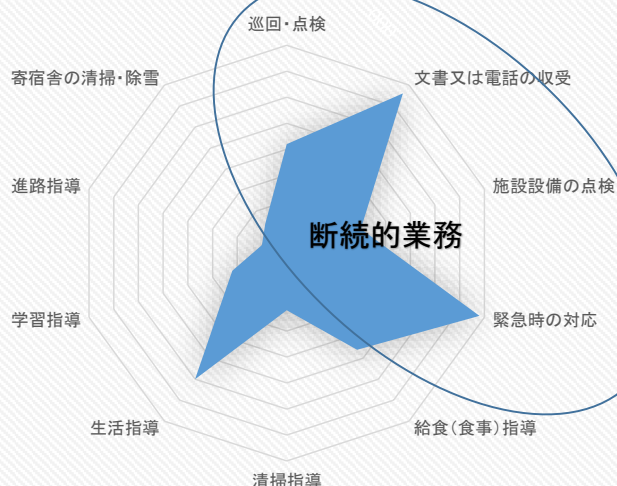 巡回・点検
文書又は電話の収受
施設設備の点検
緊急時の対応
給食(食事)指導
清掃指導
生活指導
学習指導
進路指導
寄宿舎の清掃・除雪
断続的業務